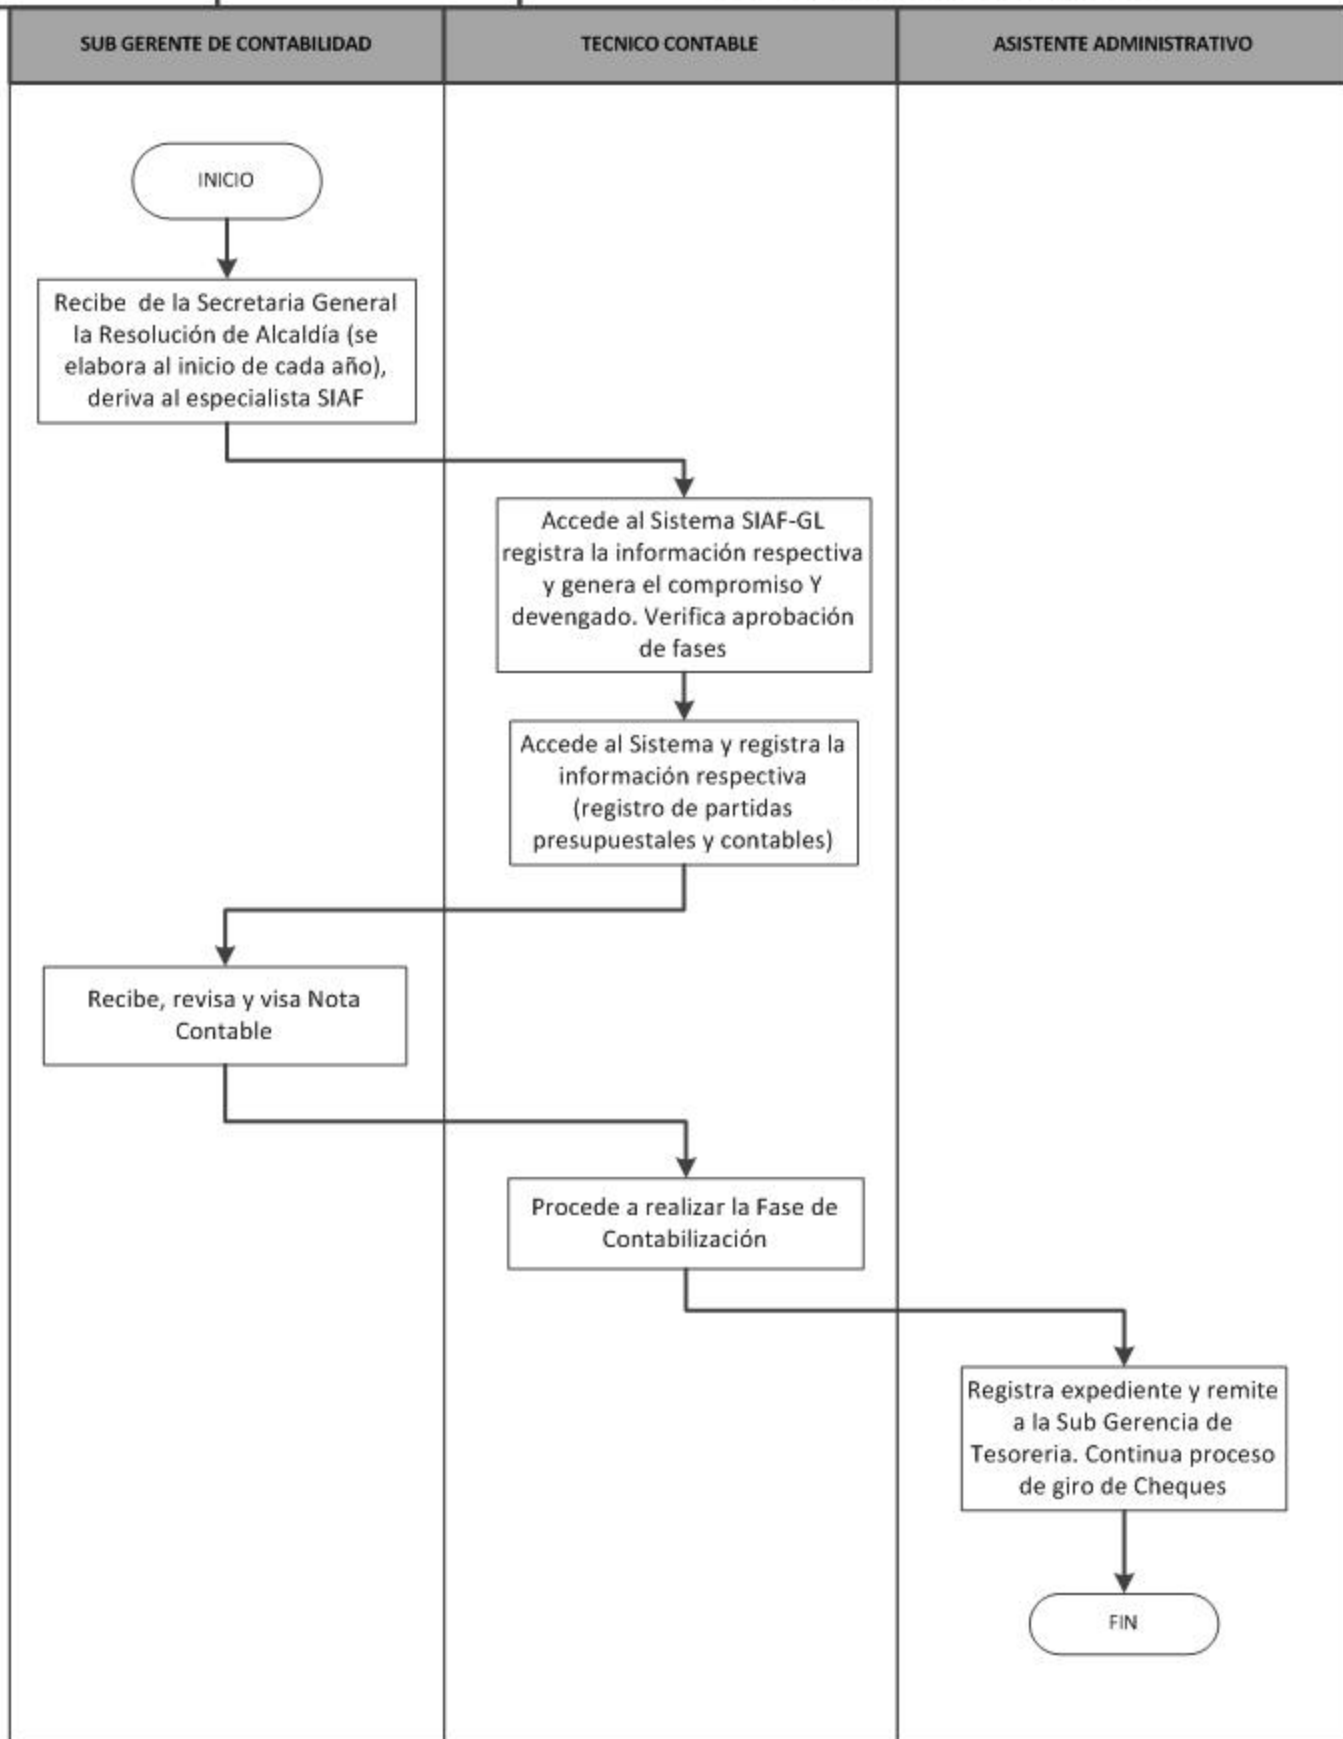 SUB GERENTE DE CONTABILIDAD
TECNICO CONTABLE
ASISTENTE ADMINISTRATIVO
INICIO
Recibe de la Secretaria General
la Resolución de Alcaldía (se
elabora al inicio de cada año),
deriva al especialista SIAF
Accede al Sistema SIAF-GL
registra la información respectiva
y genera el compromiso Y
devengado. Verifica aprobación
de fases
Accede al Sistema y registra la
información respectiva
(registro de partidas
presupuestales y contables)
Recibe, revisa y visa Nota
Contable
Procede a realizar la Fase de
Contabilización
Registra expediente y remite
a la Sub Gerencia de
Tesoreria. Continua proceso
de giro de Cheques
FIN